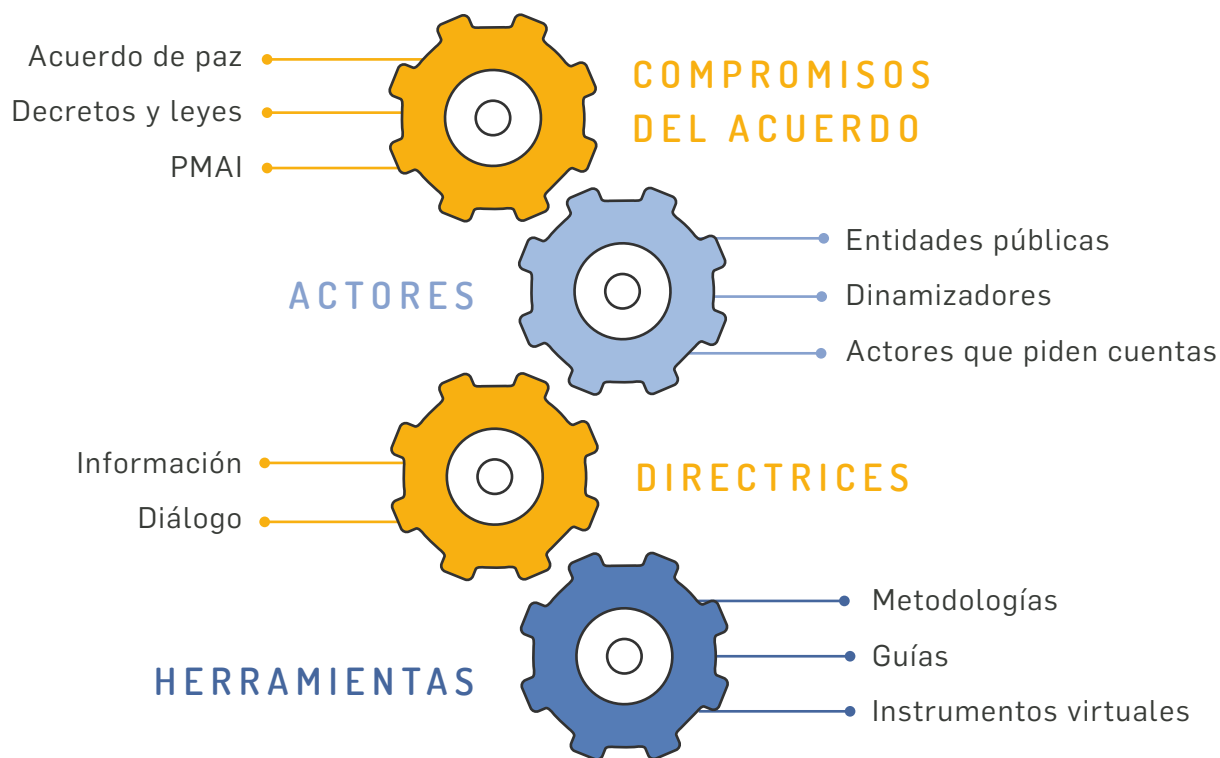 Acuerdo de paz
Decretos y leyes
PMAI
COMPROMISOS
DEL ACUERDO
ACTORES
Entidades públicas
Dinamizadores
Actores que piden cuentas
Información
Diálogo
DIRECTRICES
HERRAMIENTAS
Metodologías
Guías
Instrumentos virtuales